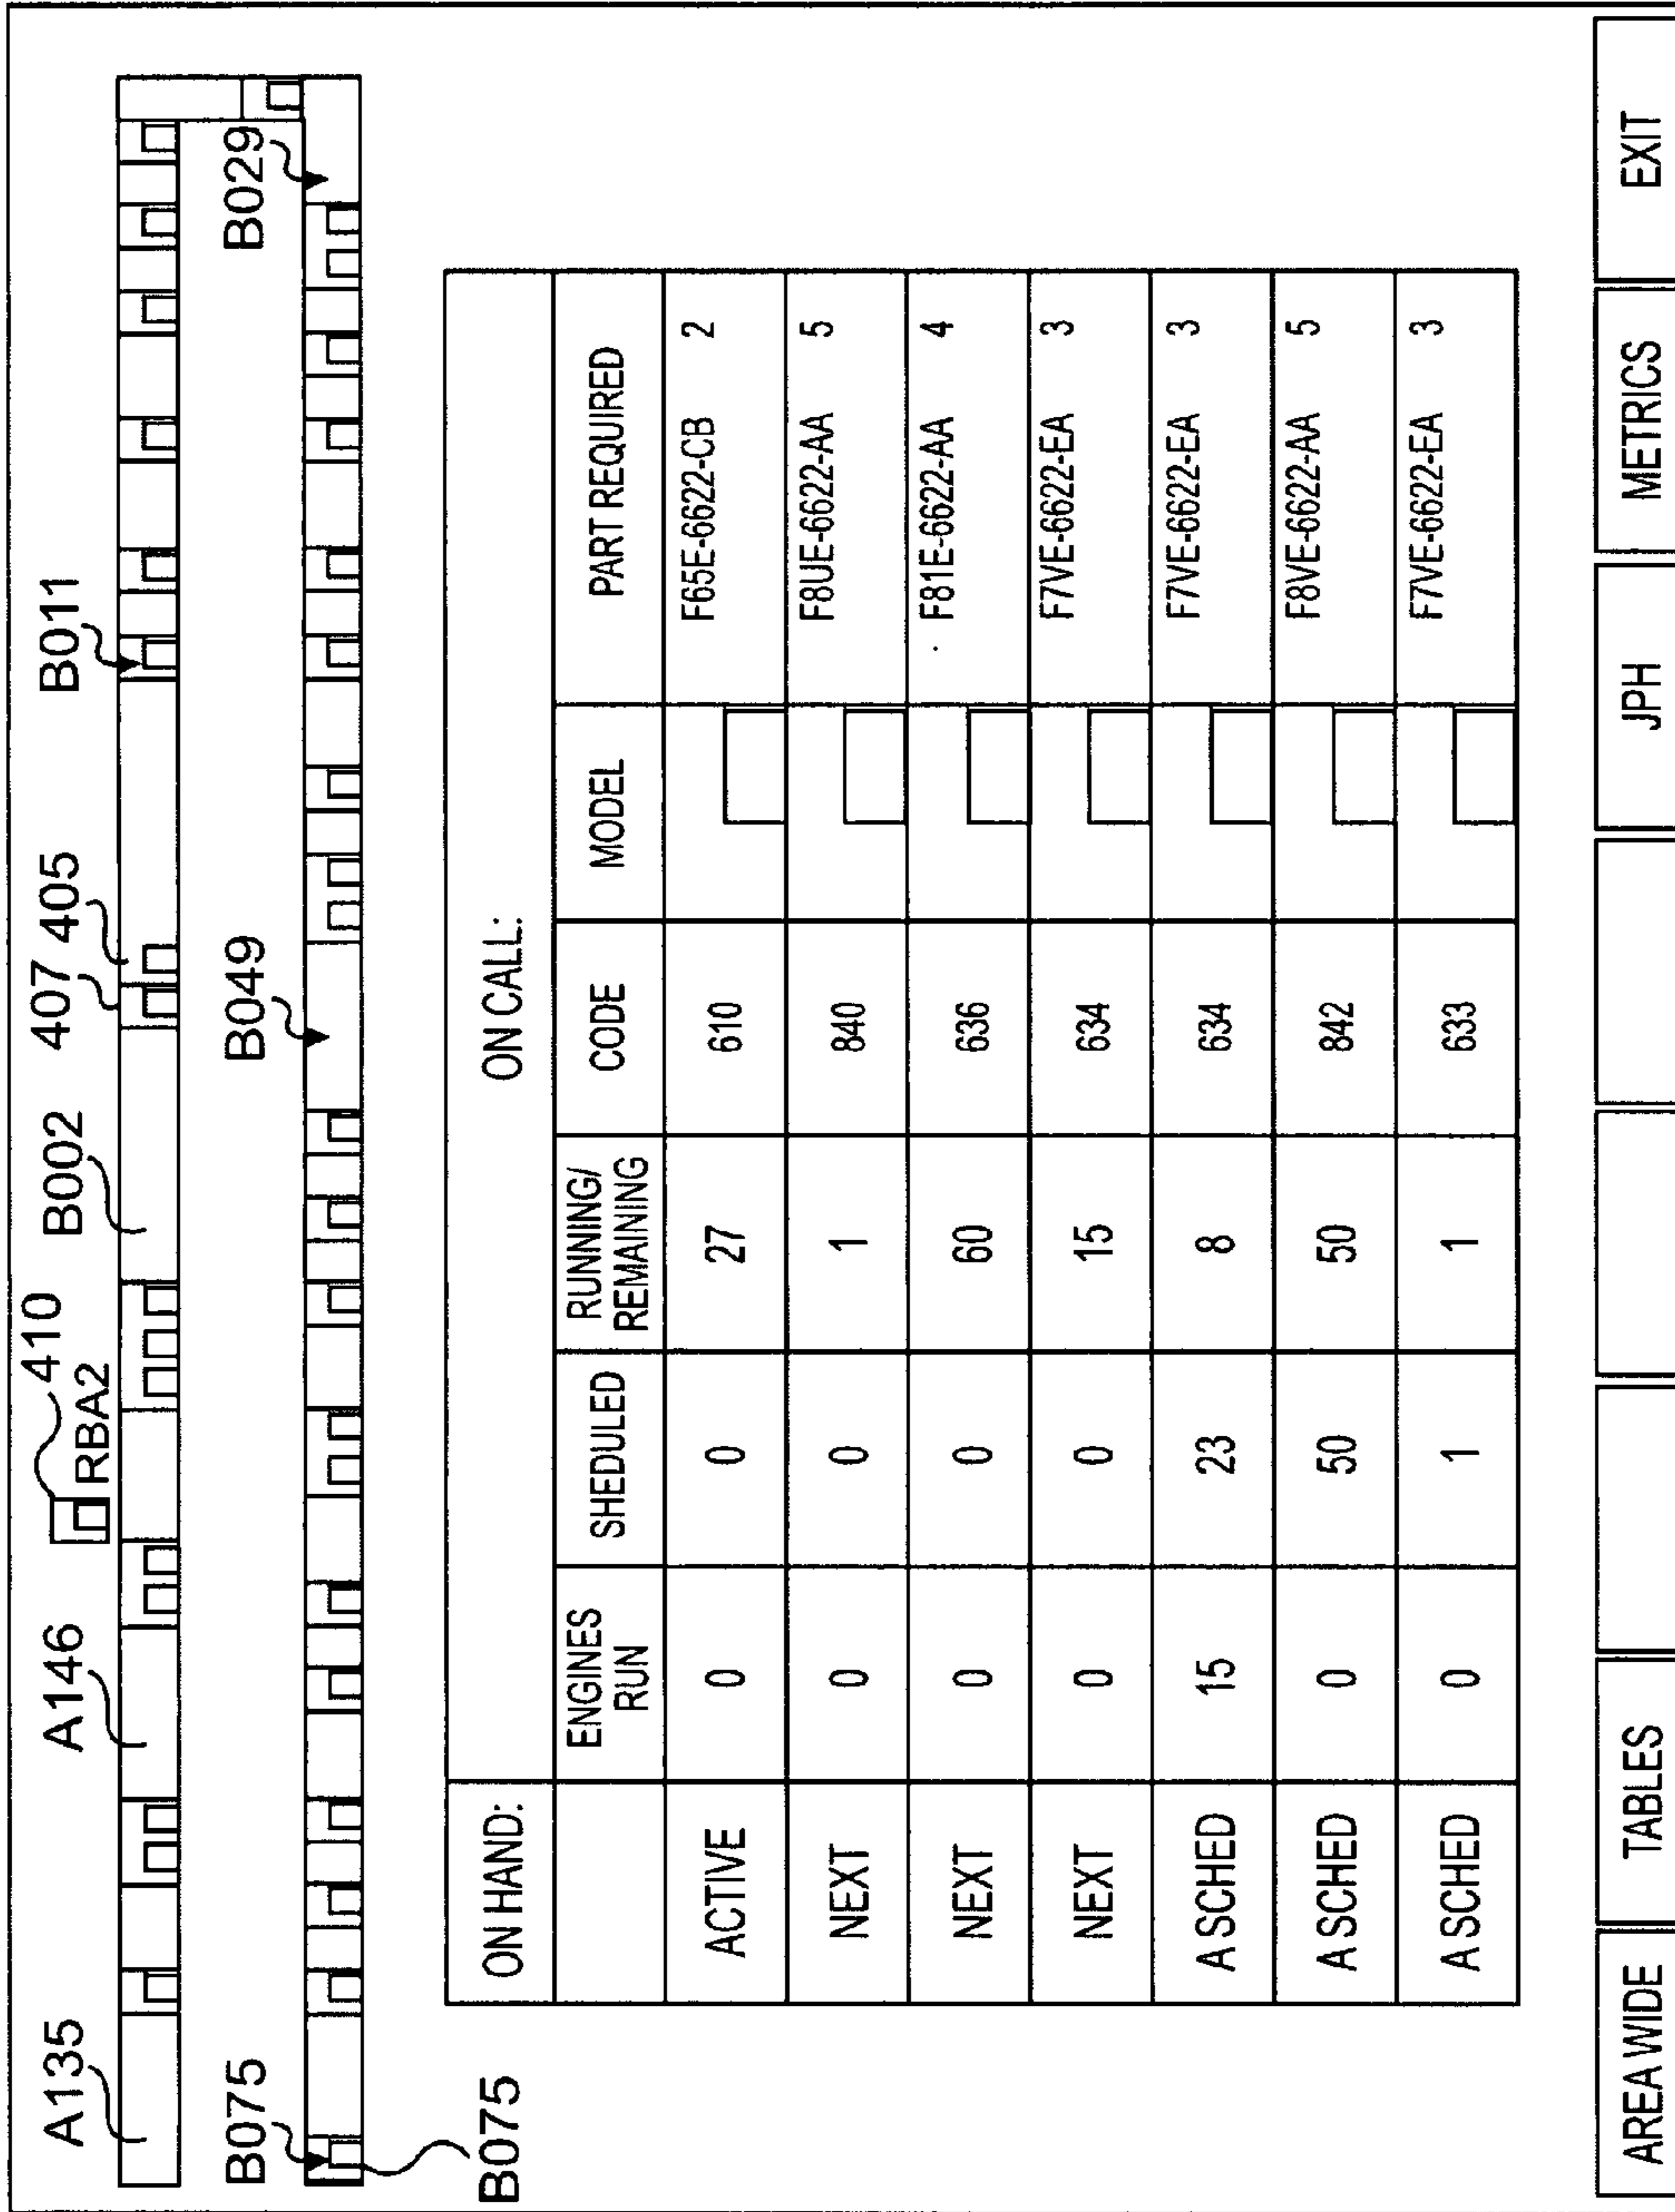 A135
A146
410
RBA2
B002
407
405
B011
B075
B049
B029
B075
ON HAND:
ON CALL:
ENGINES RUN
SHEDULED
RUNNING/ REMAINING
CODE
MODEL
PART REQUIRED
ACTIVE 0 0 27 610 F65E-6622-CB 2
NEXT 0 0 1 840 F8UE-6622-AA 5
NEXT 0 0 60 636 F81E-6622-AA 4
NEXT 0 0 15 634 F7VE-6622-EA 3
A SCHED 15 23 8 634 F7VE-6622-EA 3
A SCHED 0 50 50 842 F8VE-6622-AA 5
A SCHED 0 1 1 633 F7VE-6622-EA 3
AREA WIDE
TABLES
JPH
METRICS
EXIT